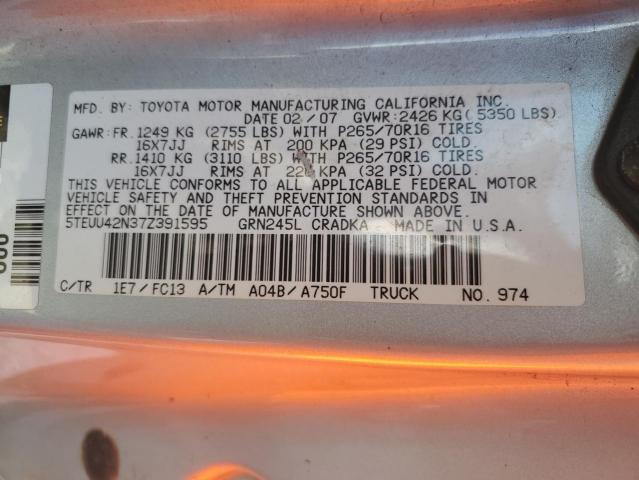 MFD. BY: TOYOTA MOTOR MANUFACTURING CALIFORNIA INC.
DATE 02/07 GVWR: 2426 KG(5350 LBS)
GAWR: FR. 1249 KG (2755 LBS) WITH P265/70R16 TIRES
16X7JJ RIMS AT 200 KPA (29 PSI) COLD.
RR. 1410 KG (3110 LBS) WITH P265/70R16 TIRES
16X7JJ RIMS AT 220 KPA (32 PSI) COLD.
THIS VEHICLE CONFORMS TO ALL APPLICABLE FEDERAL MOTOR
VEHICLE SAFETY AND THEFT PREVENTION STANDARDS IN
EFFECT ON THE DATE OF MANUFACTURE SHOWN ABOVE.
5TEUU42N37Z391595 GRN245L CRADKA MADE IN U.S.A.
C/TR 1E7/FC13 A/TM A04B/A750F TRUCK NO. 974